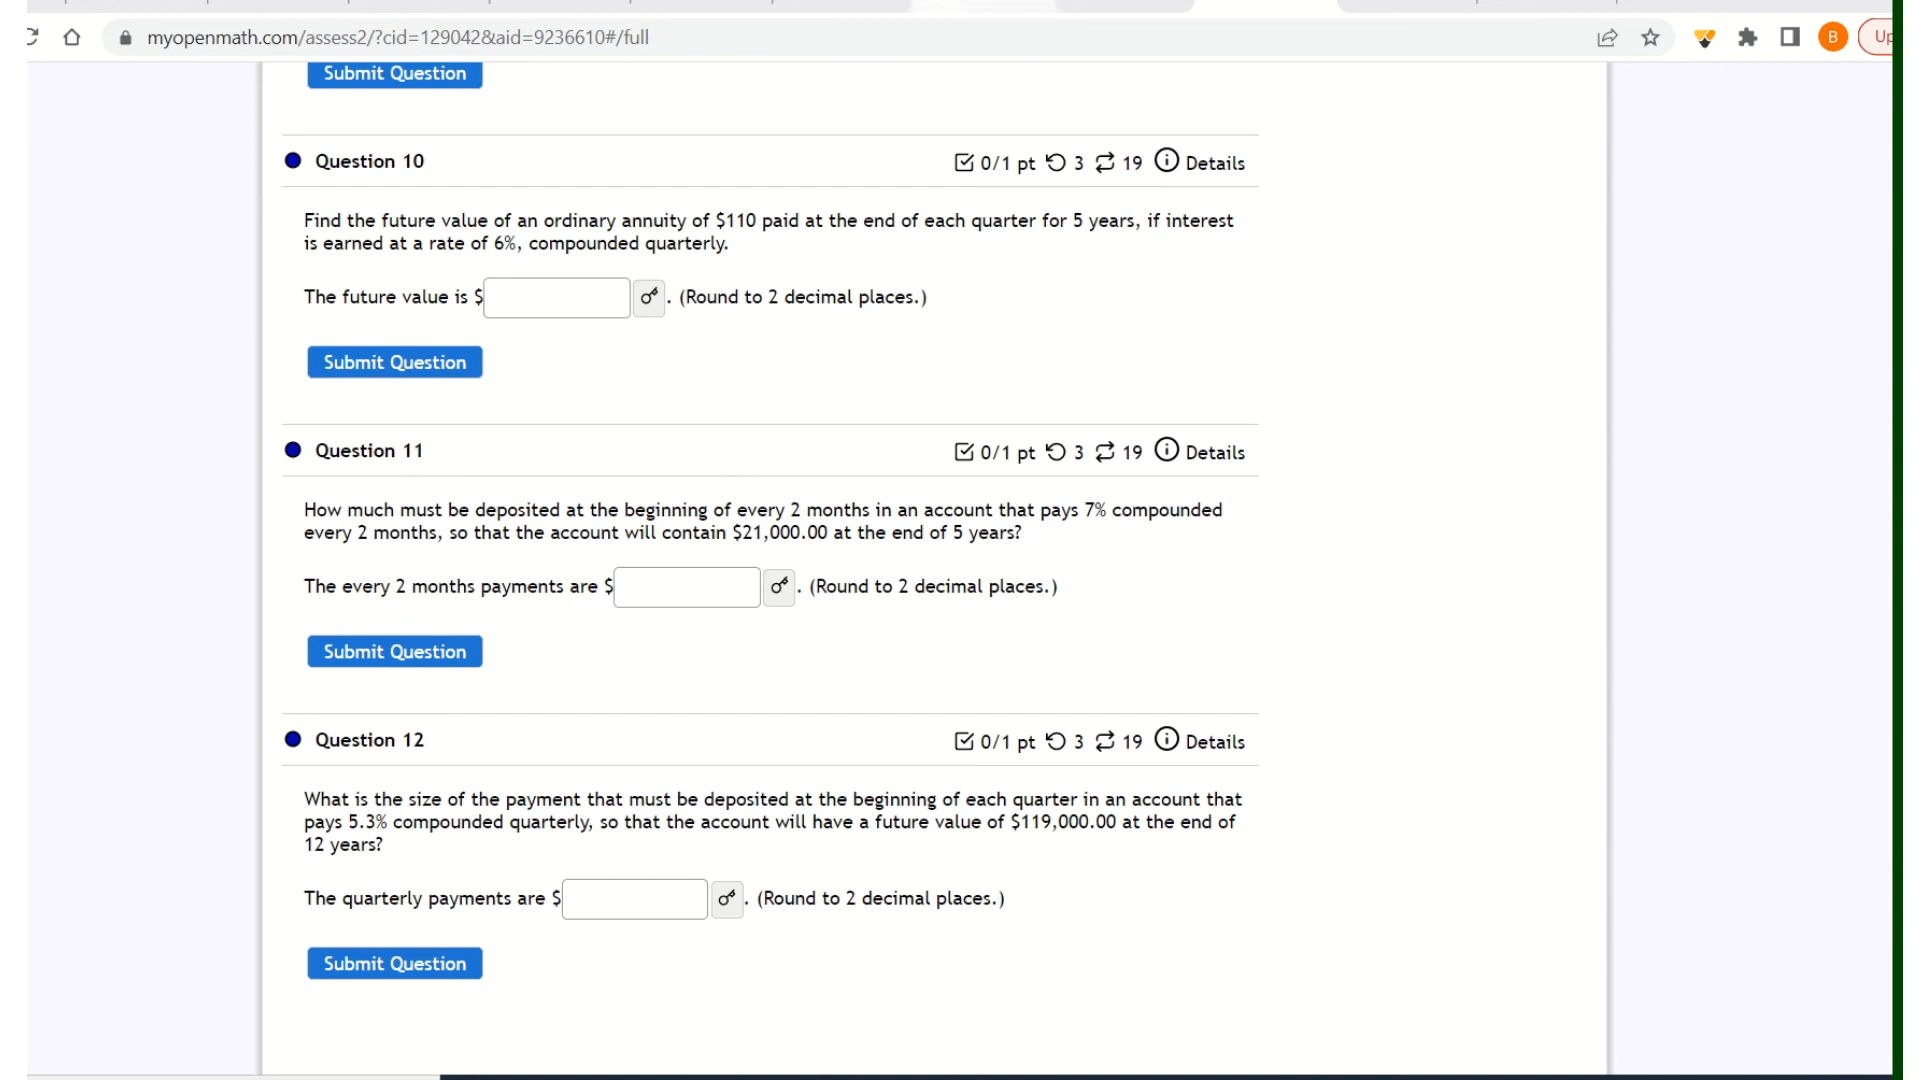 myopenmath.com/assess2/?cid=129042&aid=9236610#/full
B
Up
Submit Question
Question 10
0/1 pt 3 19 Details
Find the future value of an ordinary annuity of $110 paid at the end of each quarter for 5 years, if interest
is earned at a rate of 6%, compounded quarterly.
The future value is $ . (Round to 2 decimal places.)
Submit Question
Question 11
0/1 pt 3 19 Details
How much must be deposited at the beginning of every 2 months in an account that pays 7% compounded
every 2 months, so that the account will contain $21,000.00 at the end of 5 years?
The every 2 months payments are $ . (Round to 2 decimal places.)
Submit Question
Question 12
0/1 pt 3 19 Details
What is the size of the payment that must be deposited at the beginning of each quarter in an account that
pays 5.3% compounded quarterly, so that the account will have a future value of $119,000.00 at the end of
12 years?
The quarterly payments are $ . (Round to 2 decimal places.)
Submit Question